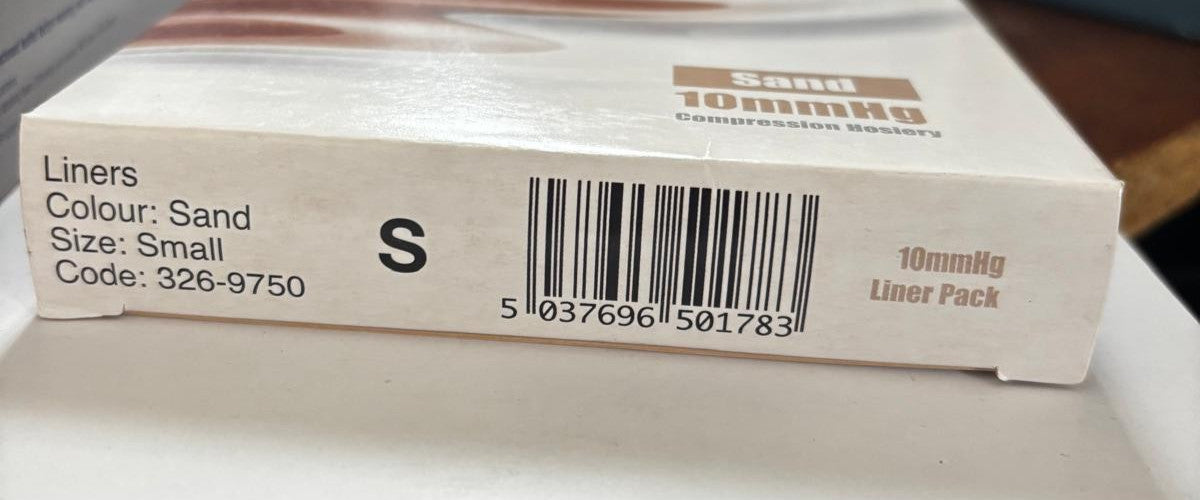 Sand
10mmHg
Compression Hosiery
Liners
Colour: Sand
Size: Small
Code: 326-9750
S
5 037696 501783
10mmHg
Liner Pack